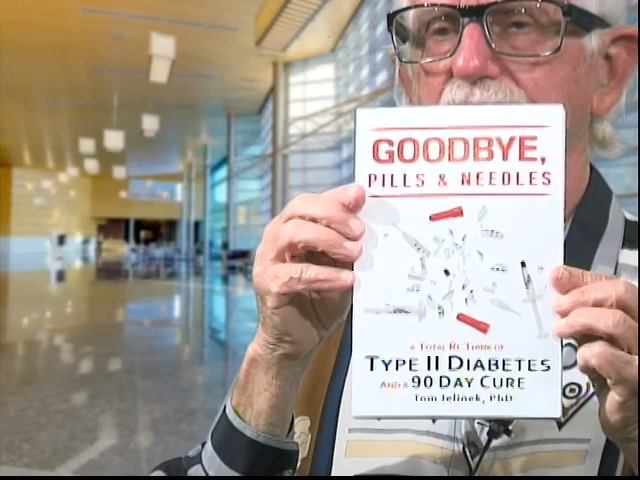 GOODBYE,
PILLS & NEEDLES
A TOTAL RE-THINK OF
TYPE II DIABETES
AND A 90 DAY CURE
Tom Jelinek, PhD